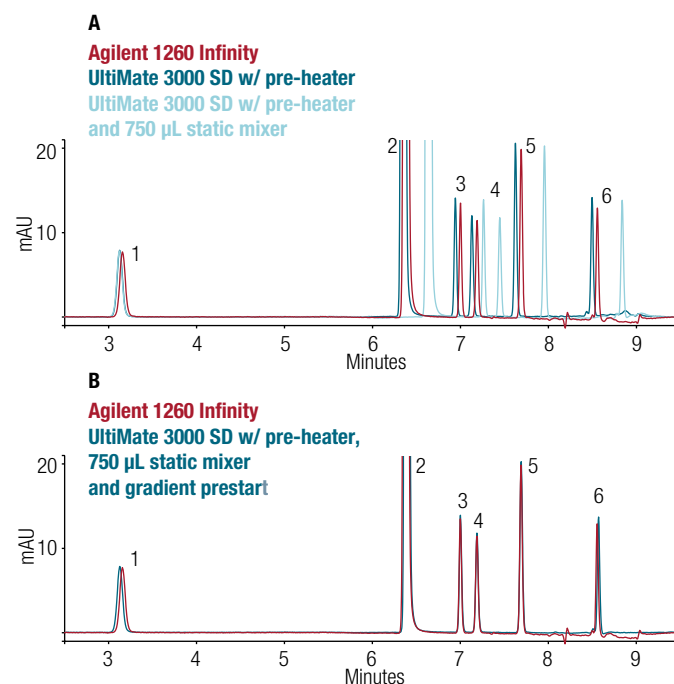 A
Agilent 1260 Infinity
UltiMate 3000 SD w/ pre-heater
UltiMate 3000 SD w/ pre-heater
and 750 µL static mixer
20
10
mAU
1
2
3
4
5
6
3 4 5 6 7 8 9
Minutes
B
Agilent 1260 Infinity
UltiMate 3000 SD w/ pre-heater,
750 µL static mixer
and gradient prestart
20
10
mAU
1
2
3
4
5
6
3 4 5 6 7 8 9
Minutes